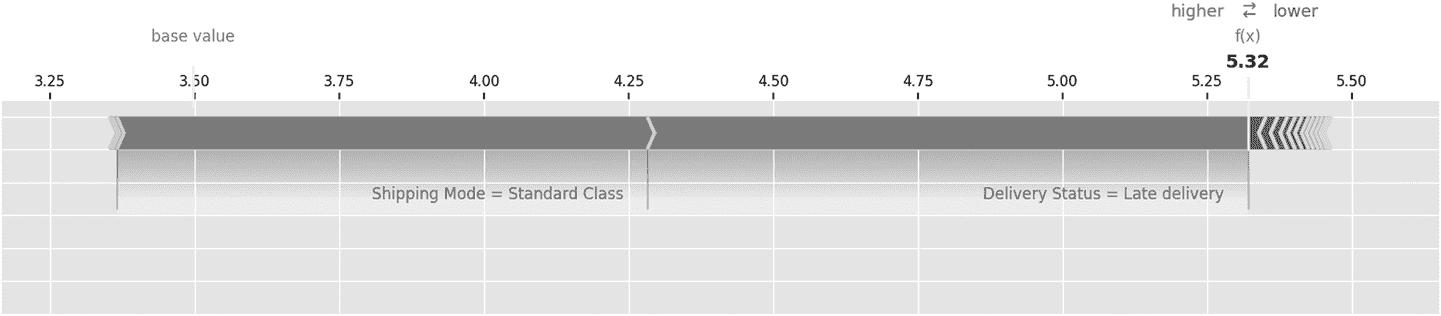 higher ⇄ lower
base value f(x)
5.32
3.25 3.50 3.75 4.00 4.25 4.50 4.75 5.00 5.25 5.50
Shipping Mode = Standard Class Delivery Status = Late delivery